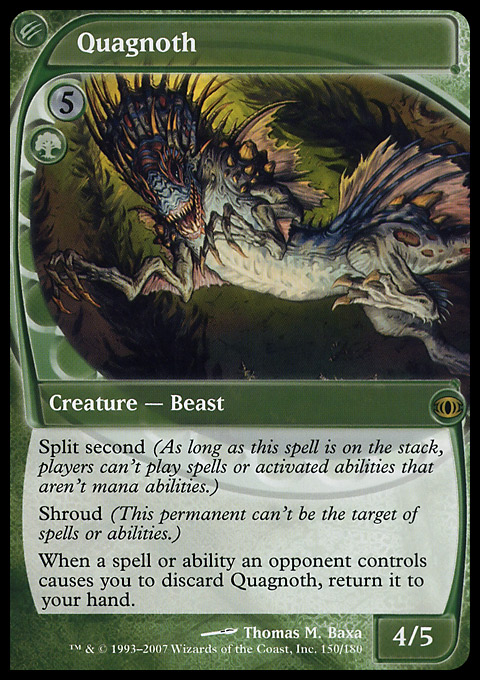 Quagnoth
5
Creature — Beast
Split second (As long as this spell is on the stack,
players can't play spells or activated abilities that
aren't mana abilities.)
Shroud (This permanent can't be the target of
spells or abilities.)
When a spell or ability an opponent controls
causes you to discard Quagnoth, return it to
your hand.
Thomas M. Baxa
4/5
™ & © 1993–2007 Wizards of the Coast, Inc. 150/180